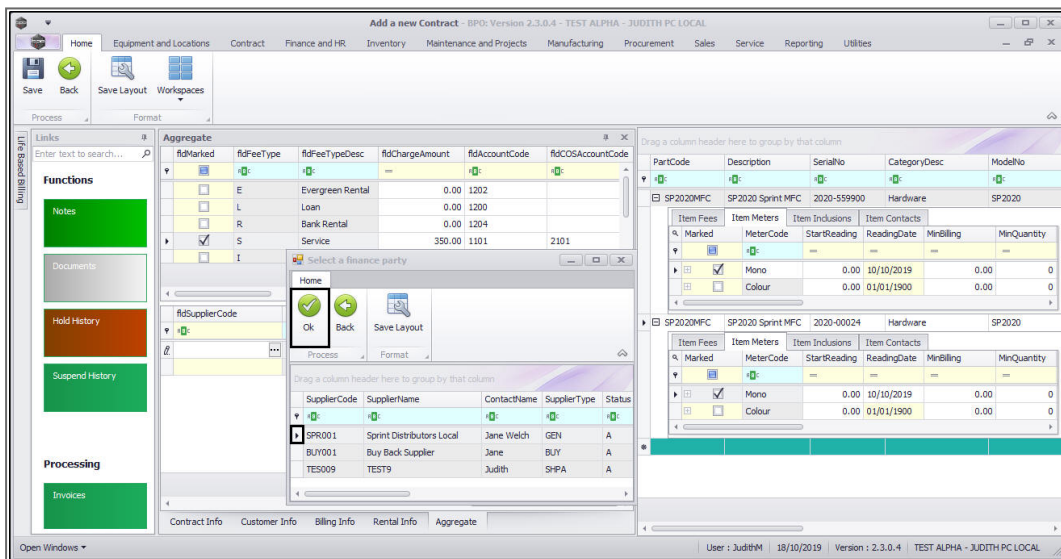 Add a new Contract - BPO: Version 2.3.0.4 - TEST ALPHA - JUDITH PC LOCAL
Home Equipment and Locations Contract Finance and HR Inventory Maintenance and Projects Manufacturing Procurement Sales Service Reporting Utilities
Save Back Save Layout Workspaces
Process Format
Life Based Billing
Links
Enter text to search...
Functions
Notes
Documents
Hold History
Suspend History
Processing
Invoices
Aggregate
fldMarked fldFeeType fldFeeTypeDesc fldChargeAmount fldAccountCode fldCOSAccountCode
E Evergreen Rental 0.00 1202
L Loan 0.00 1200
R Bank Rental 0.00 1204
S Service 350.00 1101 2101
I
fldSupplierCode
Select a finance party
Home
Ok Back Save Layout
Process Format
Drag a column header here to group by that column
SupplierCode SupplierName ContactName SupplierType Status
SPR001 Sprint Distributors Local Jane Welch GEN A
BUY001 Buy Back Supplier Jane BUY A
TES009 TEST9 Judith SHPA A
Contract Info Customer Info Billing Info Rental Info Aggregate
Drag a column header here to group by that column
PartCode Description SerialNo CategoryDesc ModelNo
SP2020MFC SP2020 Sprint MFC 2020-559900 Hardware SP2020
Item Fees Item Meters Item Inclusions Item Contacts
Marked MeterCode StartReading ReadingDate MinBilling MinQuantity
Mono 0.00 10/10/2019 0.00 0
Colour 0.00 01/01/1900 0.00 0
SP2020MFC SP2020 Sprint MFC 2020-00024 Hardware SP2020
Item Fees Item Meters Item Inclusions Item Contacts
Marked MeterCode StartReading ReadingDate MinBilling MinQuantity
Mono 0.00 10/10/2019 0.00 0
Colour 0.00 01/01/1900 0.00 0
Open Windows User : JudithM 18/10/2019 Version : 2.3.0.4 TEST ALPHA - JUDITH PC LOCAL